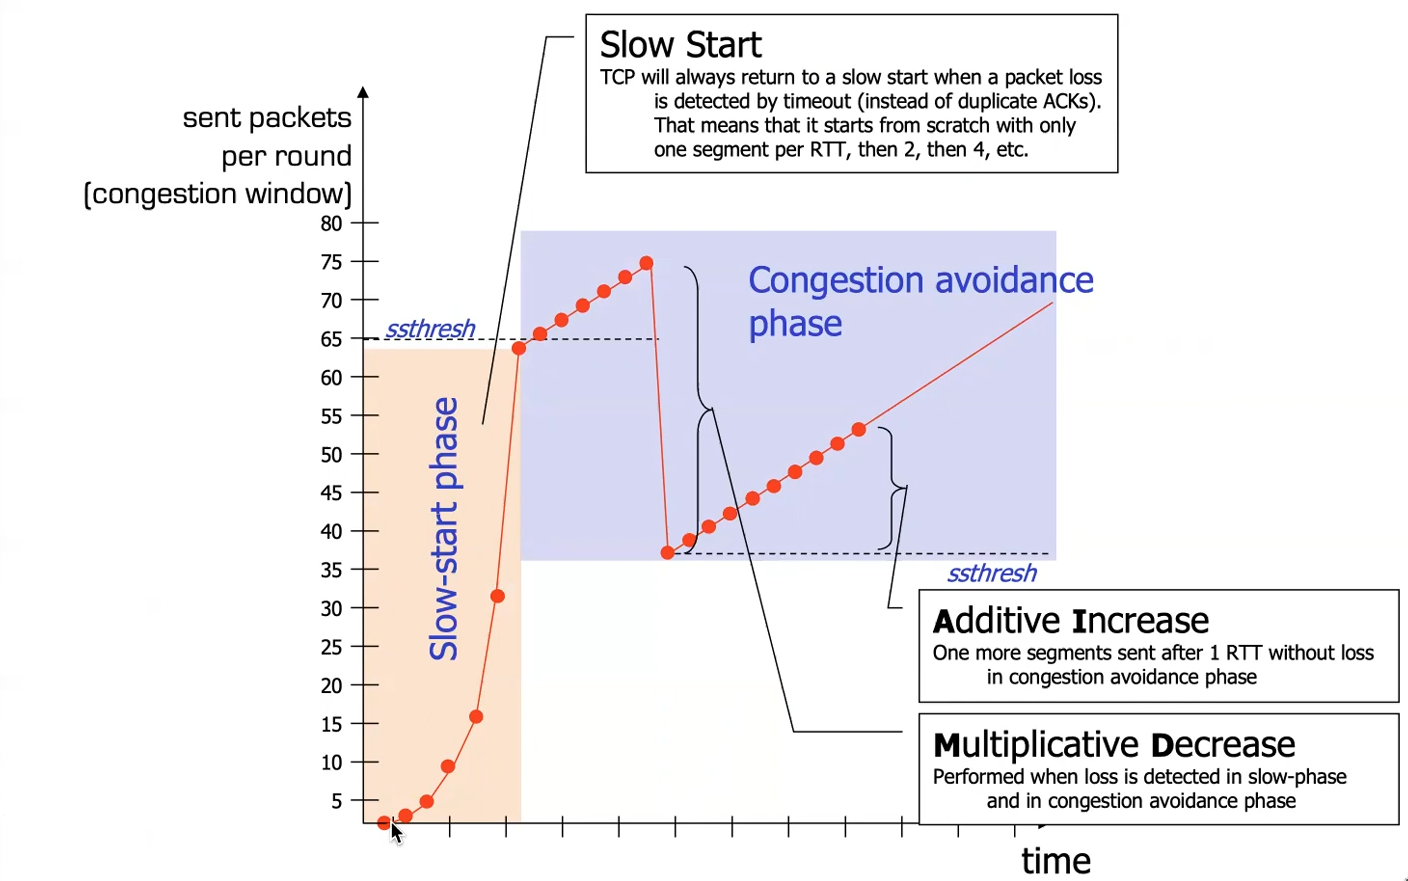 Slow Start
TCP will always return to a slow start when a packet loss
is detected by timeout (instead of duplicate ACKs).
That means that it starts from scratch with only
one segment per RTT, then 2, then 4, etc.
sent packets
per round
(congestion window)
80
75
70
65
60
55
50
45
40
35
30
25
20
15
10
5
ssthresh
Slow-start phase
Congestion avoidance
phase
ssthresh
Additive Increase
One more segments sent after 1 RTT without loss
in congestion avoidance phase
Multiplicative Decrease
Performed when loss is detected in slow-phase
and in congestion avoidance phase
time